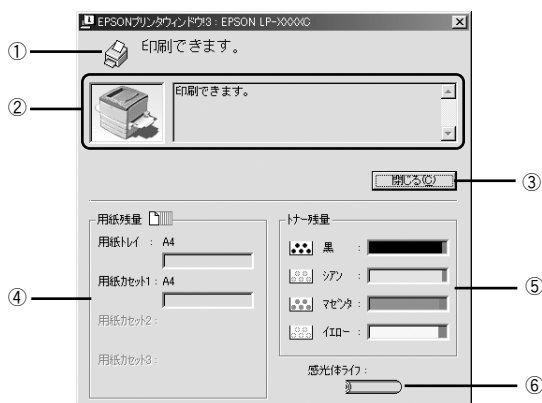 EPSONプリンタウィンドウ!3 : EPSON LP-XXXXC
① 印刷できます。
② 印刷できます。
閉じる(C) ③
用紙残量
用紙トレイ : A4
用紙カセット1 : A4
④
用紙カセット2 :
用紙カセット3 :
トナー残量
黒 :
シアン :
⑤
マゼンタ :
イエロー :
感光体ライフ :
⑥